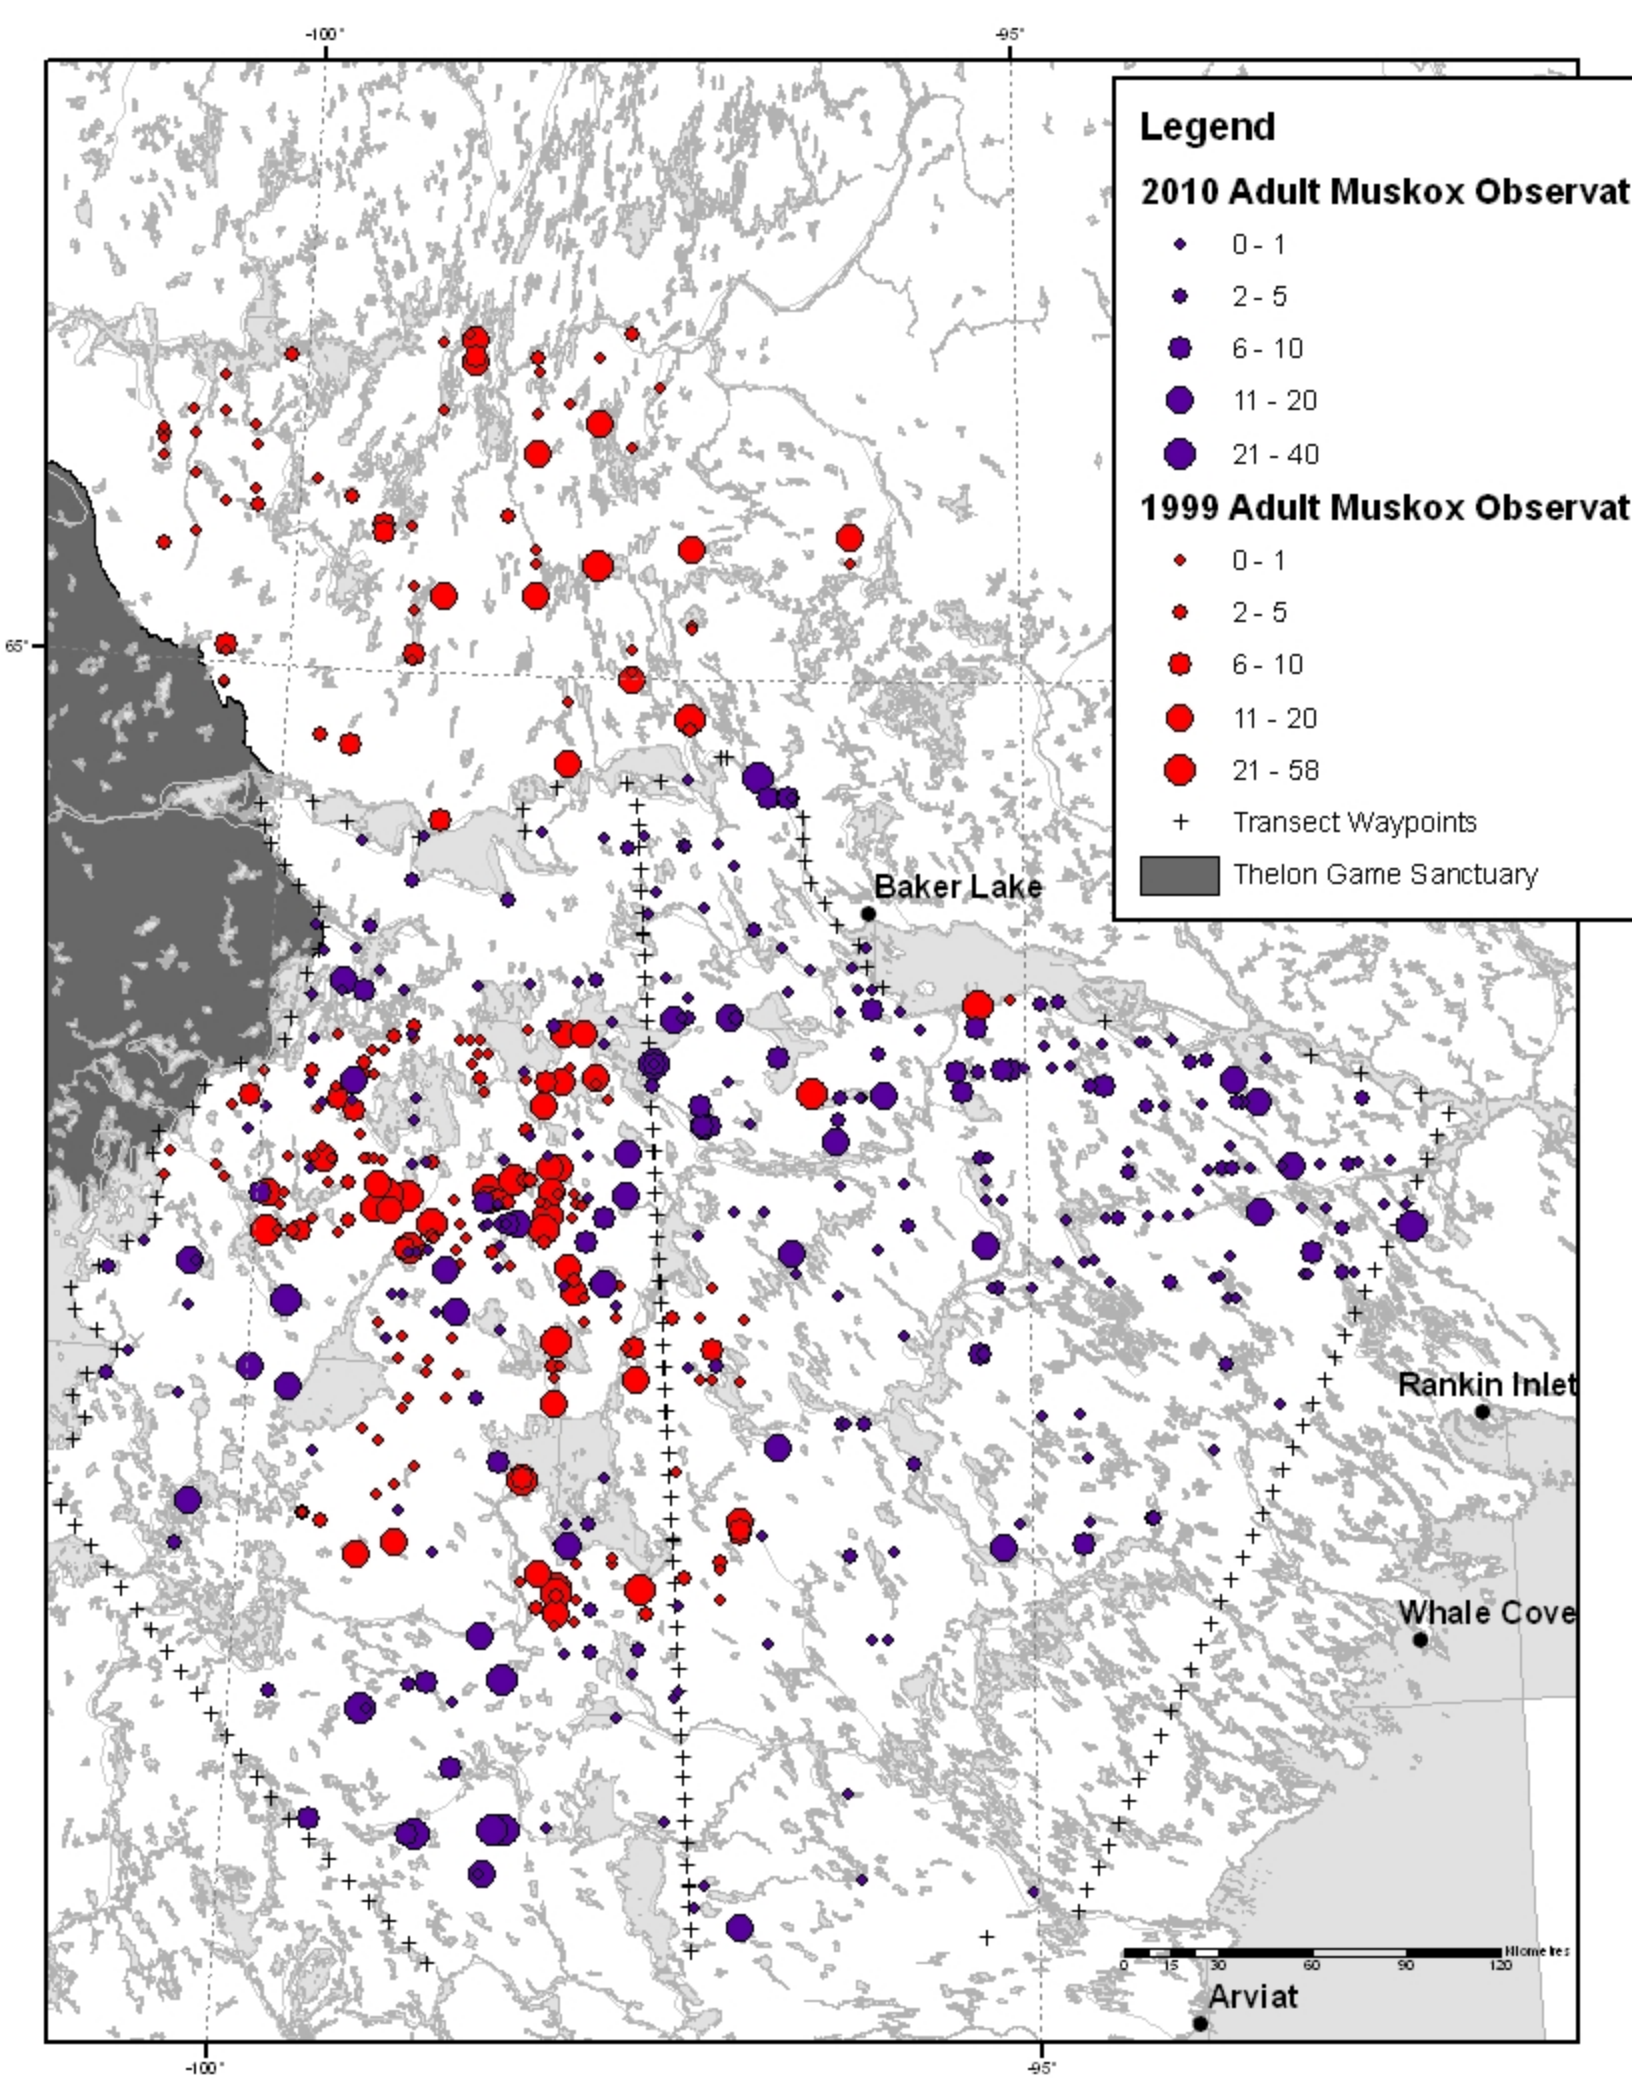 -100°
-95°
Legend
2010 Adult Muskox Observat
0 - 1
2 - 5
6 - 10
11 - 20
21 - 40
1999 Adult Muskox Observat
0 - 1
2 - 5
6 - 10
11 - 20
21 - 58
Transect Waypoints
Thelon Game Sanctuary
65°
Baker Lake
Rankin Inlet
Whale Cove
Kilometres
0 15 30 60 90 120
Arviat
-100°
-95°